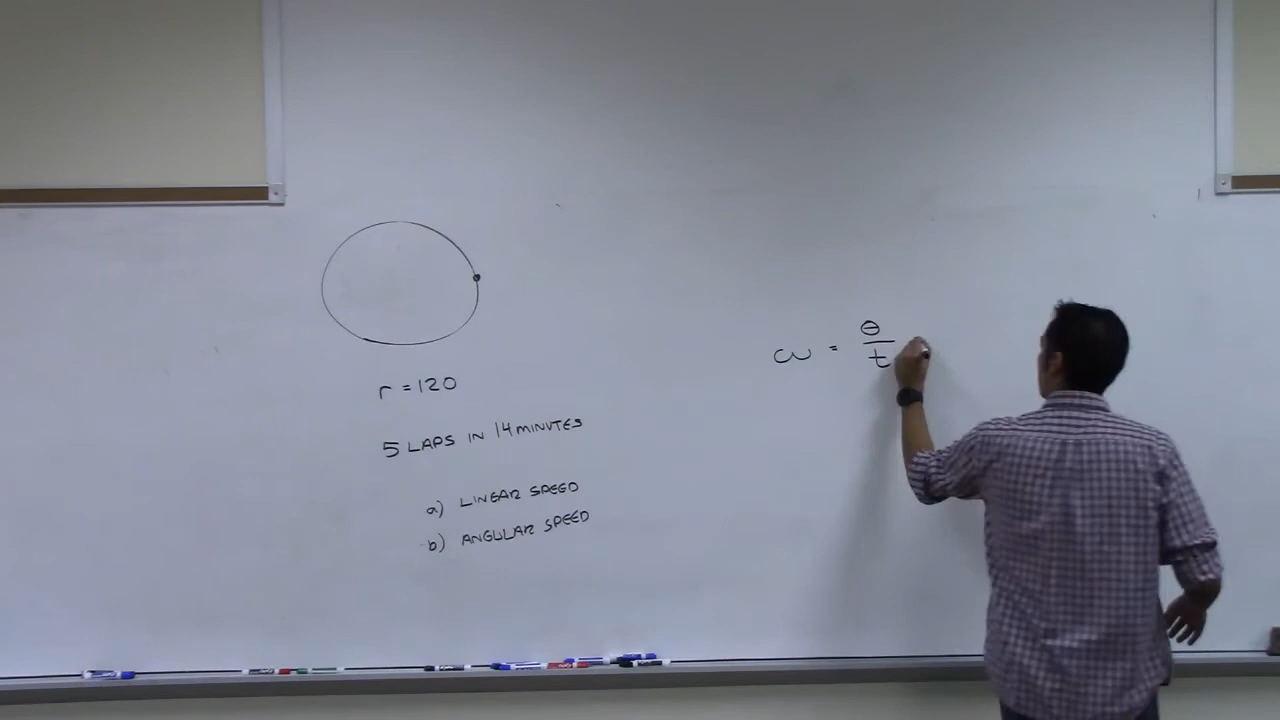 r = 120
5 LAPS IN 14 MINUTES
a) LINEAR SPEED
b) ANGULAR SPEED
ω = θ/t